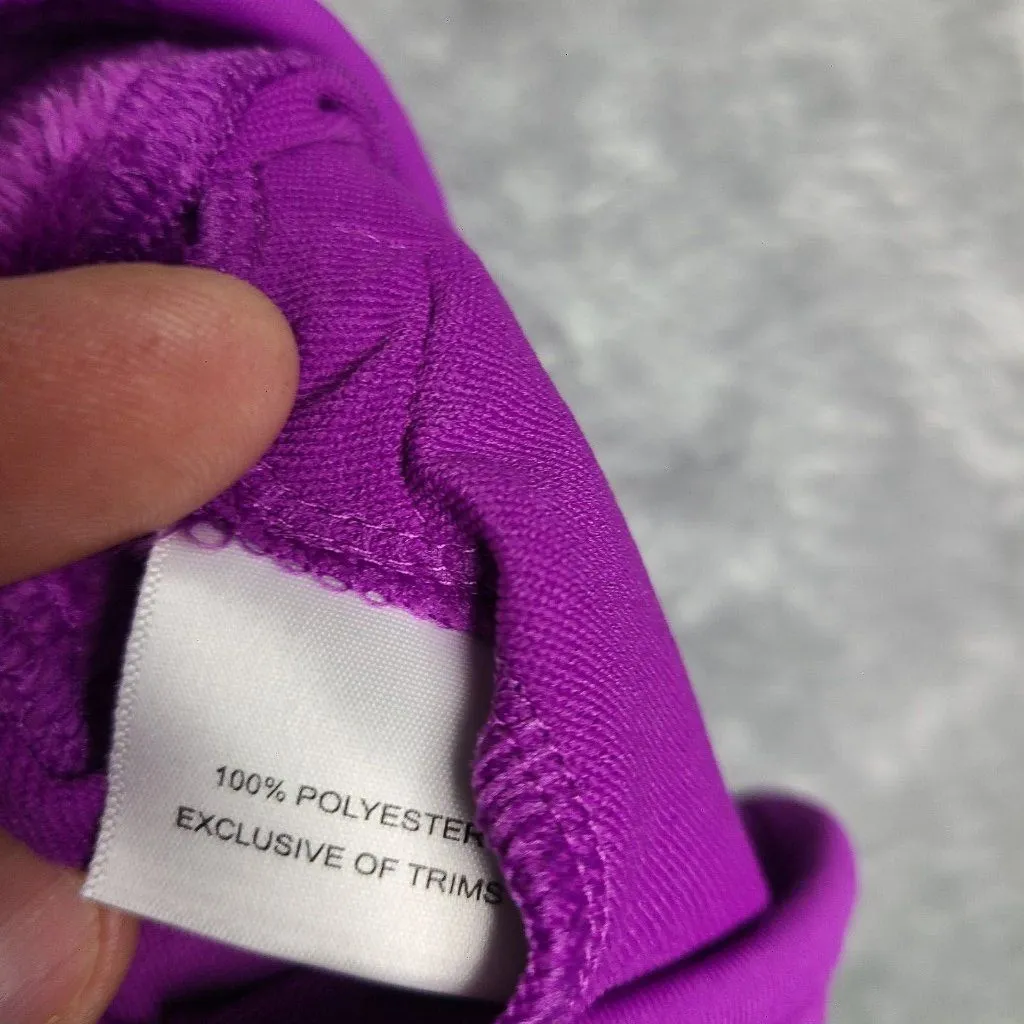 100% POLYESTER
EXCLUSIVE OF TRIMS